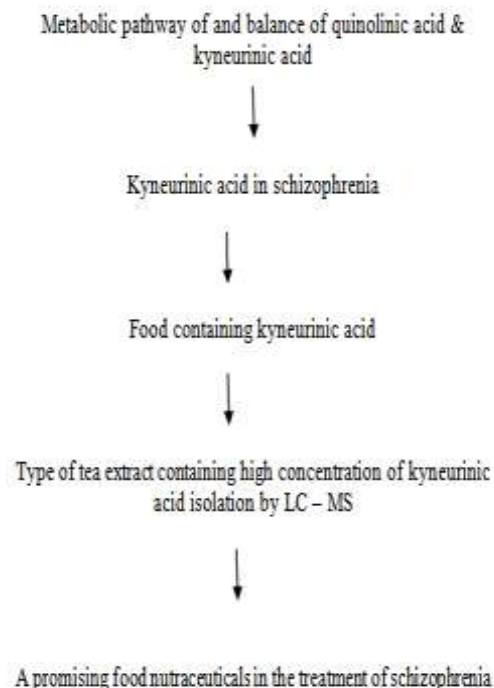 Metabolic pathway of and balance of quinolinic acid &
kyneurinic acid
Kyneurinic acid in schizophrenia
Food containing kyneurinic acid
Type of tea extract containing high concentration of kyneurinic
acid isolation by LC – MS
A promising food nutraceuticals in the treatment of schizophrenia